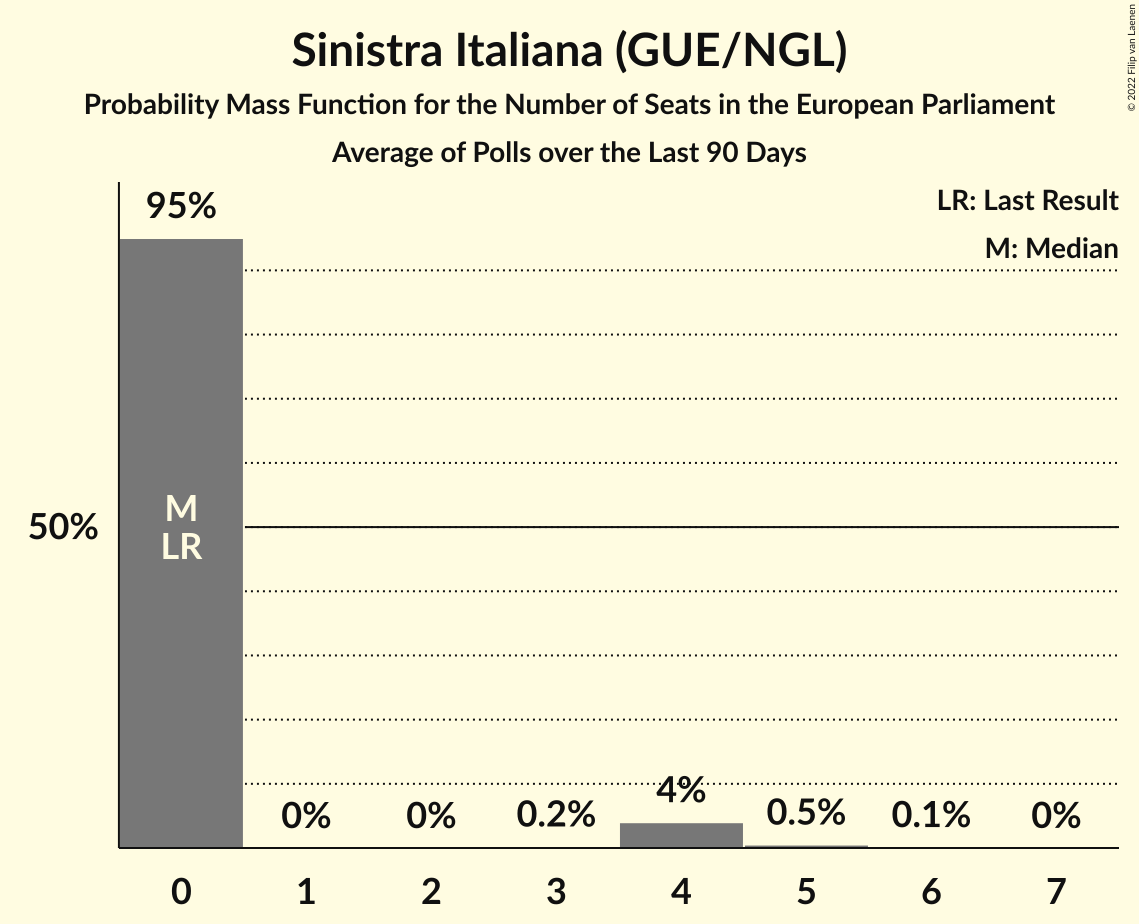 Sinistra Italiana (GUE/NGL)
Probability Mass Function for the Number of Seats in the European Parliament
Average of Polls over the Last 90 Days
© 2022 Filip van Laenen
LR: Last Result
M: Median
95%
50%
M
LR
0%
0%
0.2%
4%
0.5%
0.1%
0%
0 1 2 3 4 5 6 7